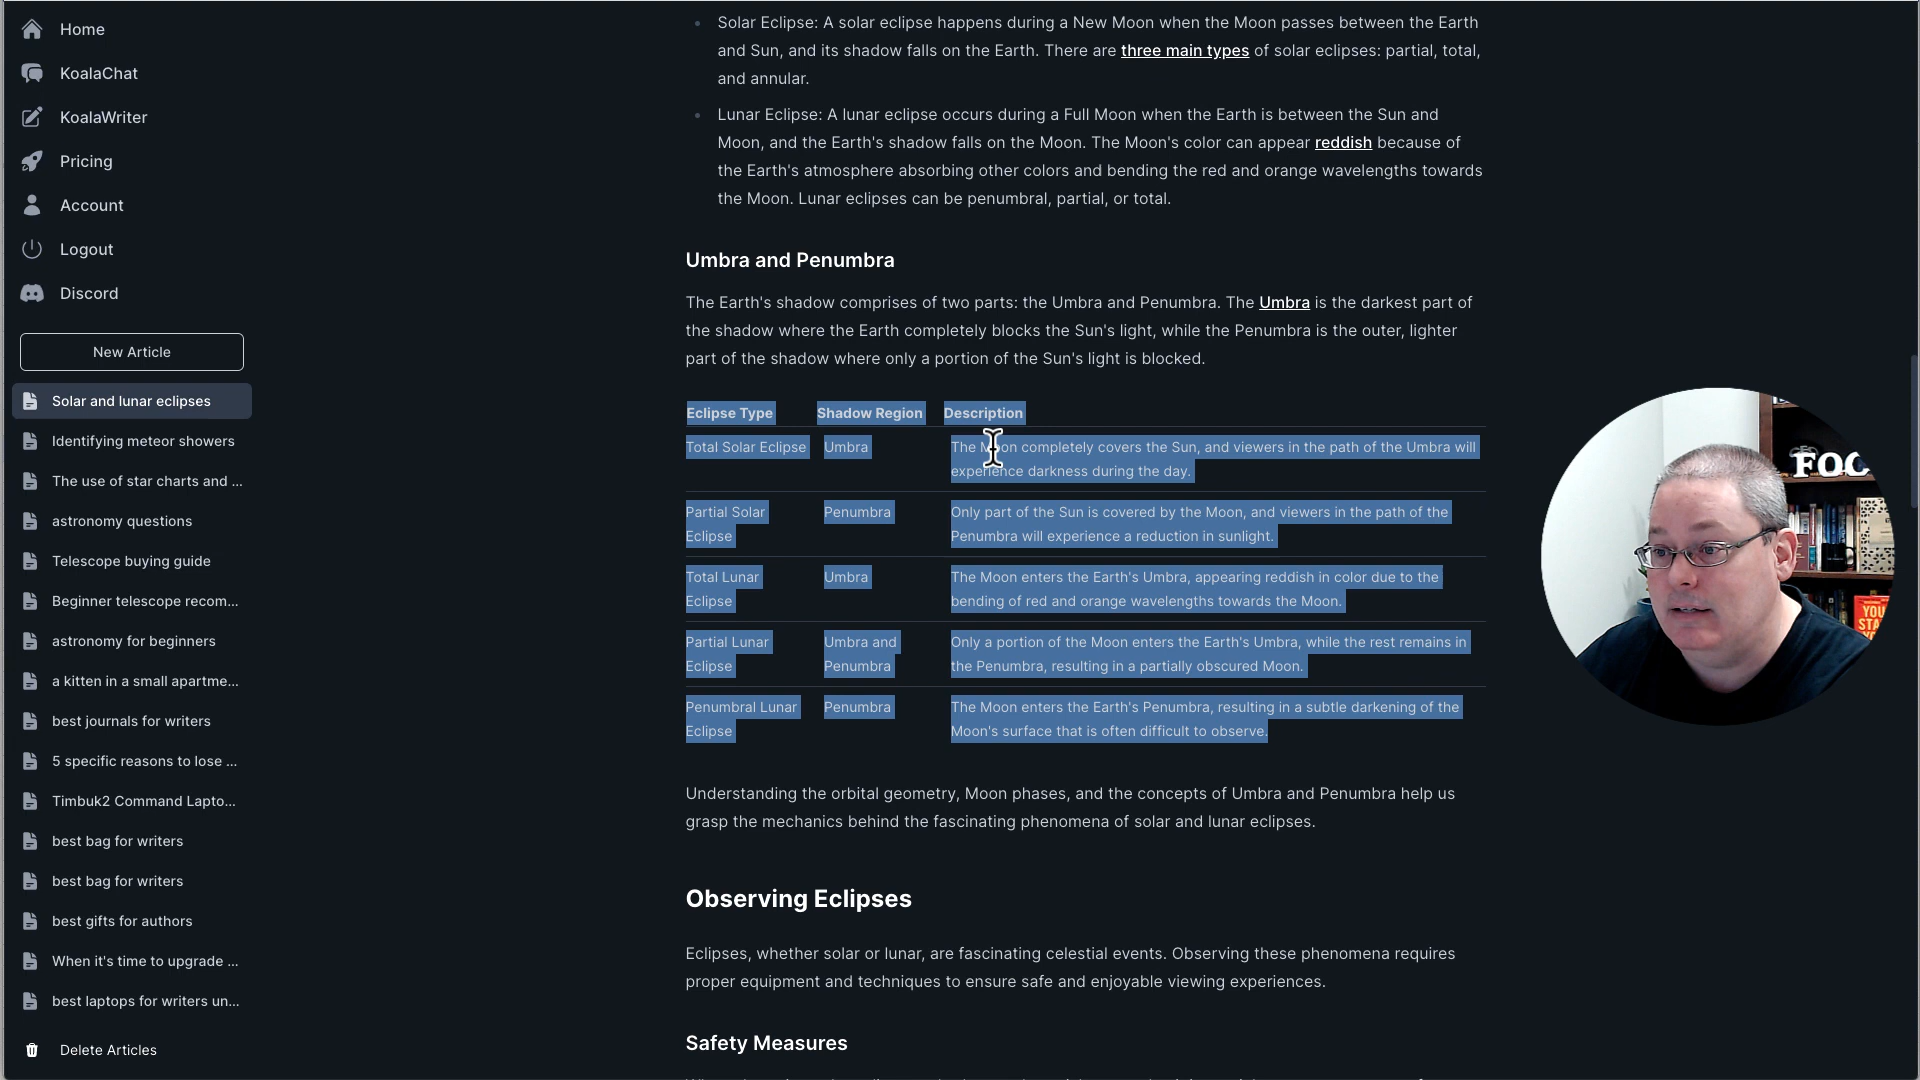 Home
KoalaChat
KoalaWriter
Pricing
Account
Logout
Discord
New Article
Solar and lunar eclipses
Identifying meteor showers
The use of star charts and ...
astronomy questions
Telescope buying guide
Beginner telescope recom...
astronomy for beginners
a kitten in a small apartme...
best journals for writers
5 specific reasons to lose ...
Timbuk2 Command Lapto...
best bag for writers
best bag for writers
best gifts for authors
When it's time to upgrade ...
best laptops for writers un...
Delete Articles
Solar Eclipse: A solar eclipse happens during a New Moon when the Moon passes between the Earth
and Sun, and its shadow falls on the Earth. There are three main types of solar eclipses: partial, total,
and annular.
Lunar Eclipse: A lunar eclipse occurs during a Full Moon when the Earth is between the Sun and
Moon, and the Earth's shadow falls on the Moon. The Moon's color can appear reddish because of
the Earth's atmosphere absorbing other colors and bending the red and orange wavelengths towards
the Moon. Lunar eclipses can be penumbral, partial, or total.
Umbra and Penumbra
The Earth's shadow comprises of two parts: the Umbra and Penumbra. The Umbra is the darkest part of
the shadow where the Earth completely blocks the Sun's light, while the Penumbra is the outer, lighter
part of the shadow where only a portion of the Sun's light is blocked.
Eclipse Type Shadow Region Description
Total Solar Eclipse Umbra The Moon completely covers the Sun, and viewers in the path of the Umbra will
experience darkness during the day.
Partial Solar Penumbra Only part of the Sun is covered by the Moon, and viewers in the path of the
Eclipse Penumbra will experience a reduction in sunlight.
Total Lunar Umbra The Moon enters the Earth's Umbra, appearing reddish in color due to the
Eclipse bending of red and orange wavelengths towards the Moon.
Partial Lunar Umbra and Only a portion of the Moon enters the Earth's Umbra, while the rest remains in
Eclipse Penumbra the Penumbra, resulting in a partially obscured Moon.
Penumbral Lunar Penumbra The Moon enters the Earth's Penumbra, resulting in a subtle darkening of the
Eclipse Moon's surface that is often difficult to observe.
Understanding the orbital geometry, Moon phases, and the concepts of Umbra and Penumbra help us
grasp the mechanics behind the fascinating phenomena of solar and lunar eclipses.
Observing Eclipses
Eclipses, whether solar or lunar, are fascinating celestial events. Observing these phenomena requires
proper equipment and techniques to ensure safe and enjoyable viewing experiences.
Safety Measures
FOC
YOU
STA